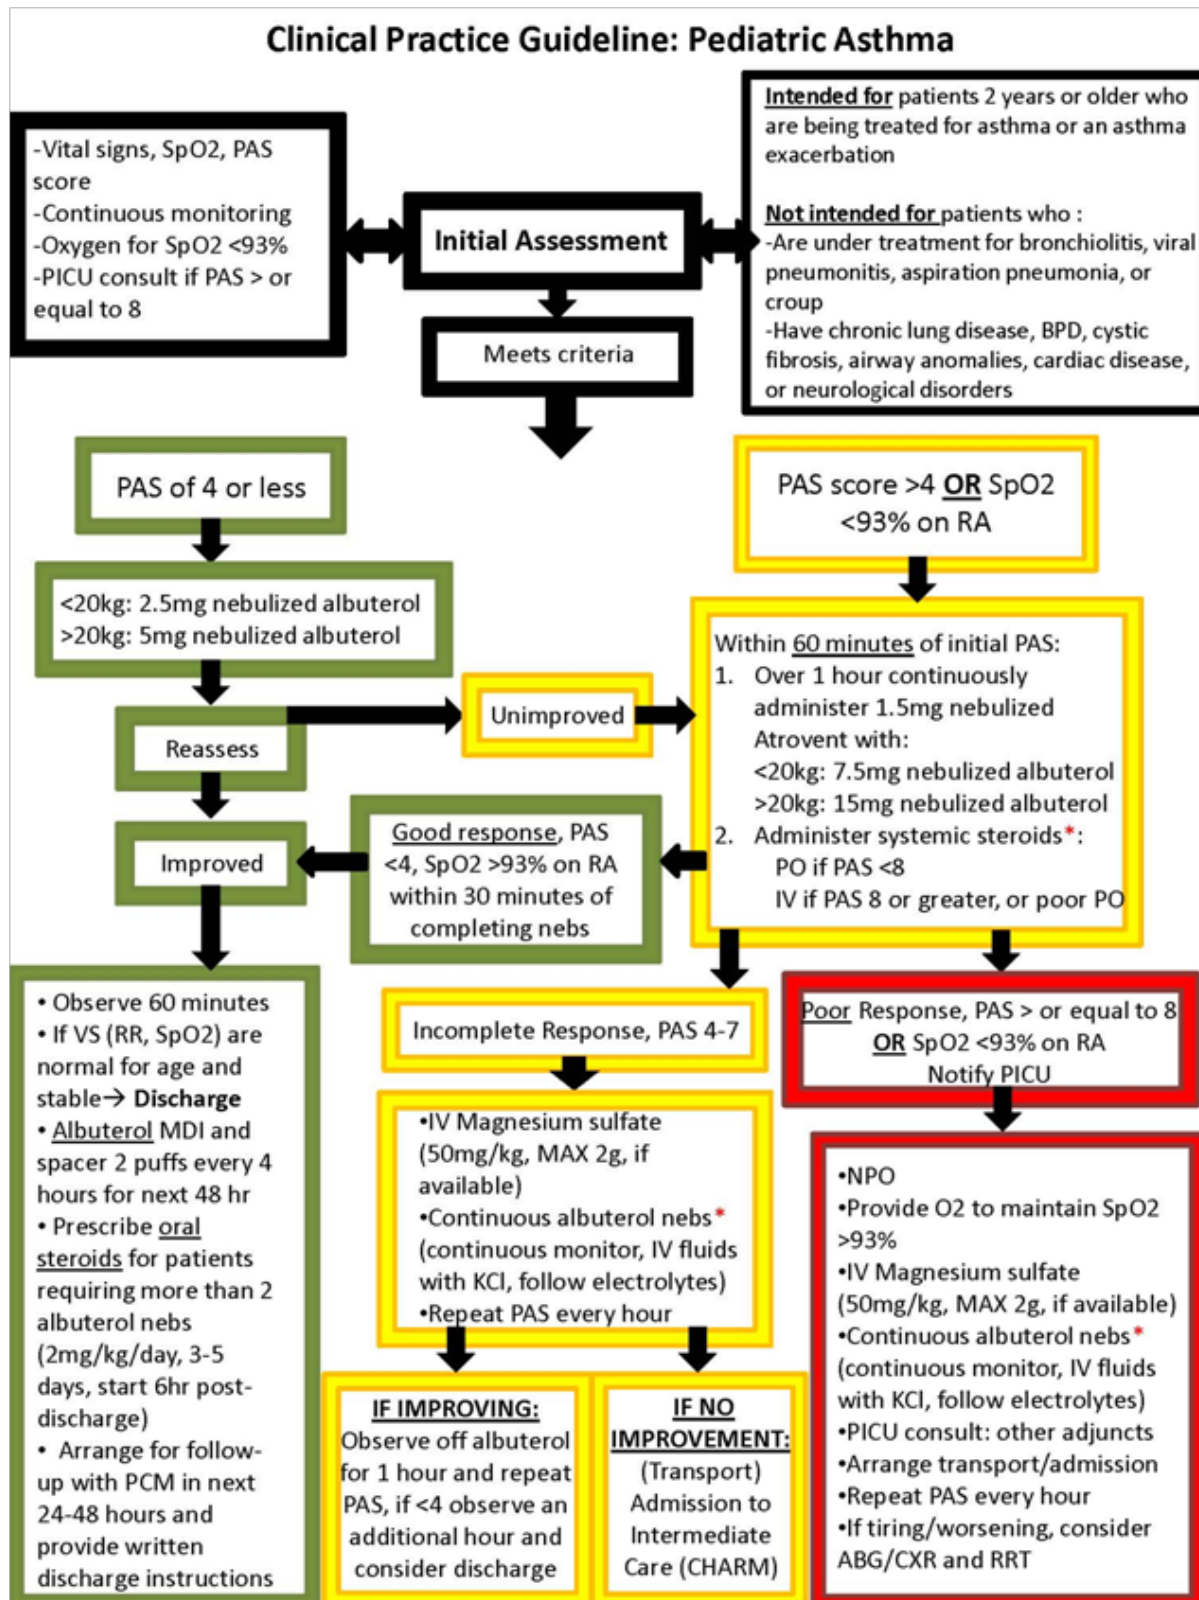 Clinical Practice Guideline: Pediatric Asthma
-Vital signs, SpO2, PAS
score
-Continuous monitoring
-Oxygen for SpO2 <93%
-PICU consult if PAS > or
equal to 8
Initial Assessment
Intended for patients 2 years or older who
are being treated for asthma or an asthma
exacerbation
Not intended for patients who :
-Are under treatment for bronchiolitis, viral
pneumonitis, aspiration pneumonia, or
croup
-Have chronic lung disease, BPD, cystic
fibrosis, airway anomalies, cardiac disease,
or neurological disorders
Meets criteria
PAS of 4 or less
<20kg: 2.5mg nebulized albuterol
>20kg: 5mg nebulized albuterol
Reassess
Unimproved
Improved
Good response, PAS
<4, SpO2 >93% on RA
within 30 minutes of
completing nebs
PAS score >4 OR SpO2
<93% on RA
Within 60 minutes of initial PAS:
1. Over 1 hour continuously
administer 1.5mg nebulized
Atrovent with:
<20kg: 7.5mg nebulized albuterol
>20kg: 15mg nebulized albuterol
2. Administer systemic steroids*:
PO if PAS <8
IV if PAS 8 or greater, or poor PO
• Observe 60 minutes
• If VS (RR, SpO2) are
normal for age and
stable→ Discharge
• Albuterol MDI and
spacer 2 puffs every 4
hours for next 48 hr
• Prescribe oral
steroids for patients
requiring more than 2
albuterol nebs
(2mg/kg/day, 3-5
days, start 6hr post-
discharge)
• Arrange for follow-
up with PCM in next
24-48 hours and
provide written
discharge instructions
Incomplete Response, PAS 4-7
•IV Magnesium sulfate
(50mg/kg, MAX 2g, if
available)
•Continuous albuterol nebs*
(continuous monitor, IV fluids
with KCl, follow electrolytes)
•Repeat PAS every hour
IF IMPROVING:
Observe off albuterol
for 1 hour and repeat
PAS, if <4 observe an
additional hour and
consider discharge
IF NO
IMPROVEMENT:
(Transport)
Admission to
Intermediate
Care (CHARM)
Poor Response, PAS > or equal to 8
OR SpO2 <93% on RA
Notify PICU
•NPO
•Provide O2 to maintain SpO2
>93%
•IV Magnesium sulfate
(50mg/kg, MAX 2g, if available)
•Continuous albuterol nebs*
(continuous monitor, IV fluids
with KCl, follow electrolytes)
•PICU consult: other adjuncts
•Arrange transport/admission
•Repeat PAS every hour
•If tiring/worsening, consider
ABG/CXR and RRT